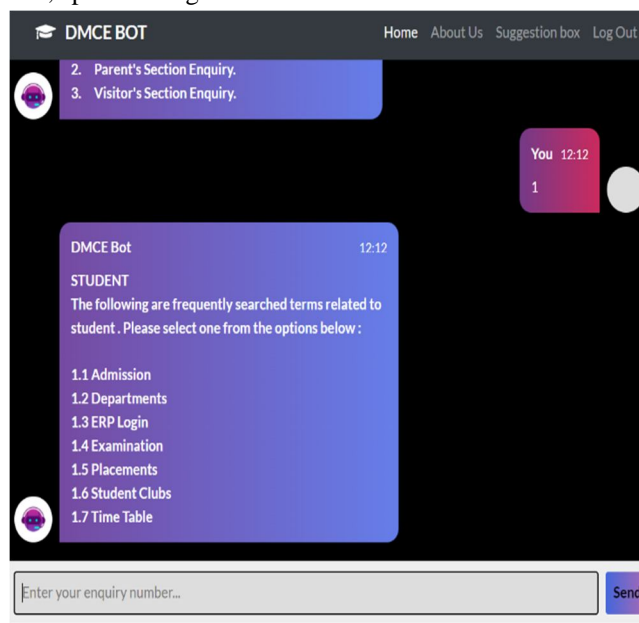 DMCE BOT
Home About Us Suggestion box Log Out
2. Parent's Section Enquiry.
3. Visitor's Section Enquiry.
You 12:12
1
DMCE Bot 12:12
STUDENT
The following are frequently searched terms related to
student . Please select one from the options below :
1.1 Admission
1.2 Departments
1.3 ERP Login
1.4 Examination
1.5 Placements
1.6 Student Clubs
1.7 Time Table
Enter your enquiry number...
Send